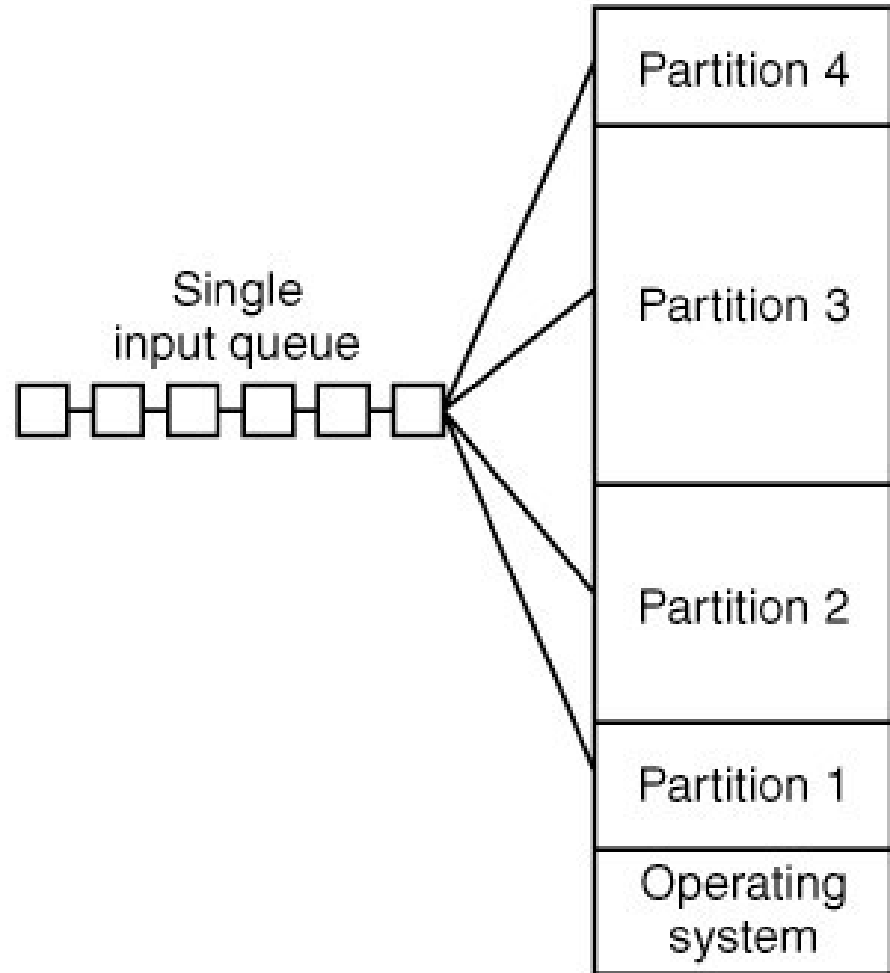 Partition 4
Partition 3
Single
input queue
Partition 2
Partition 1
Operating
system